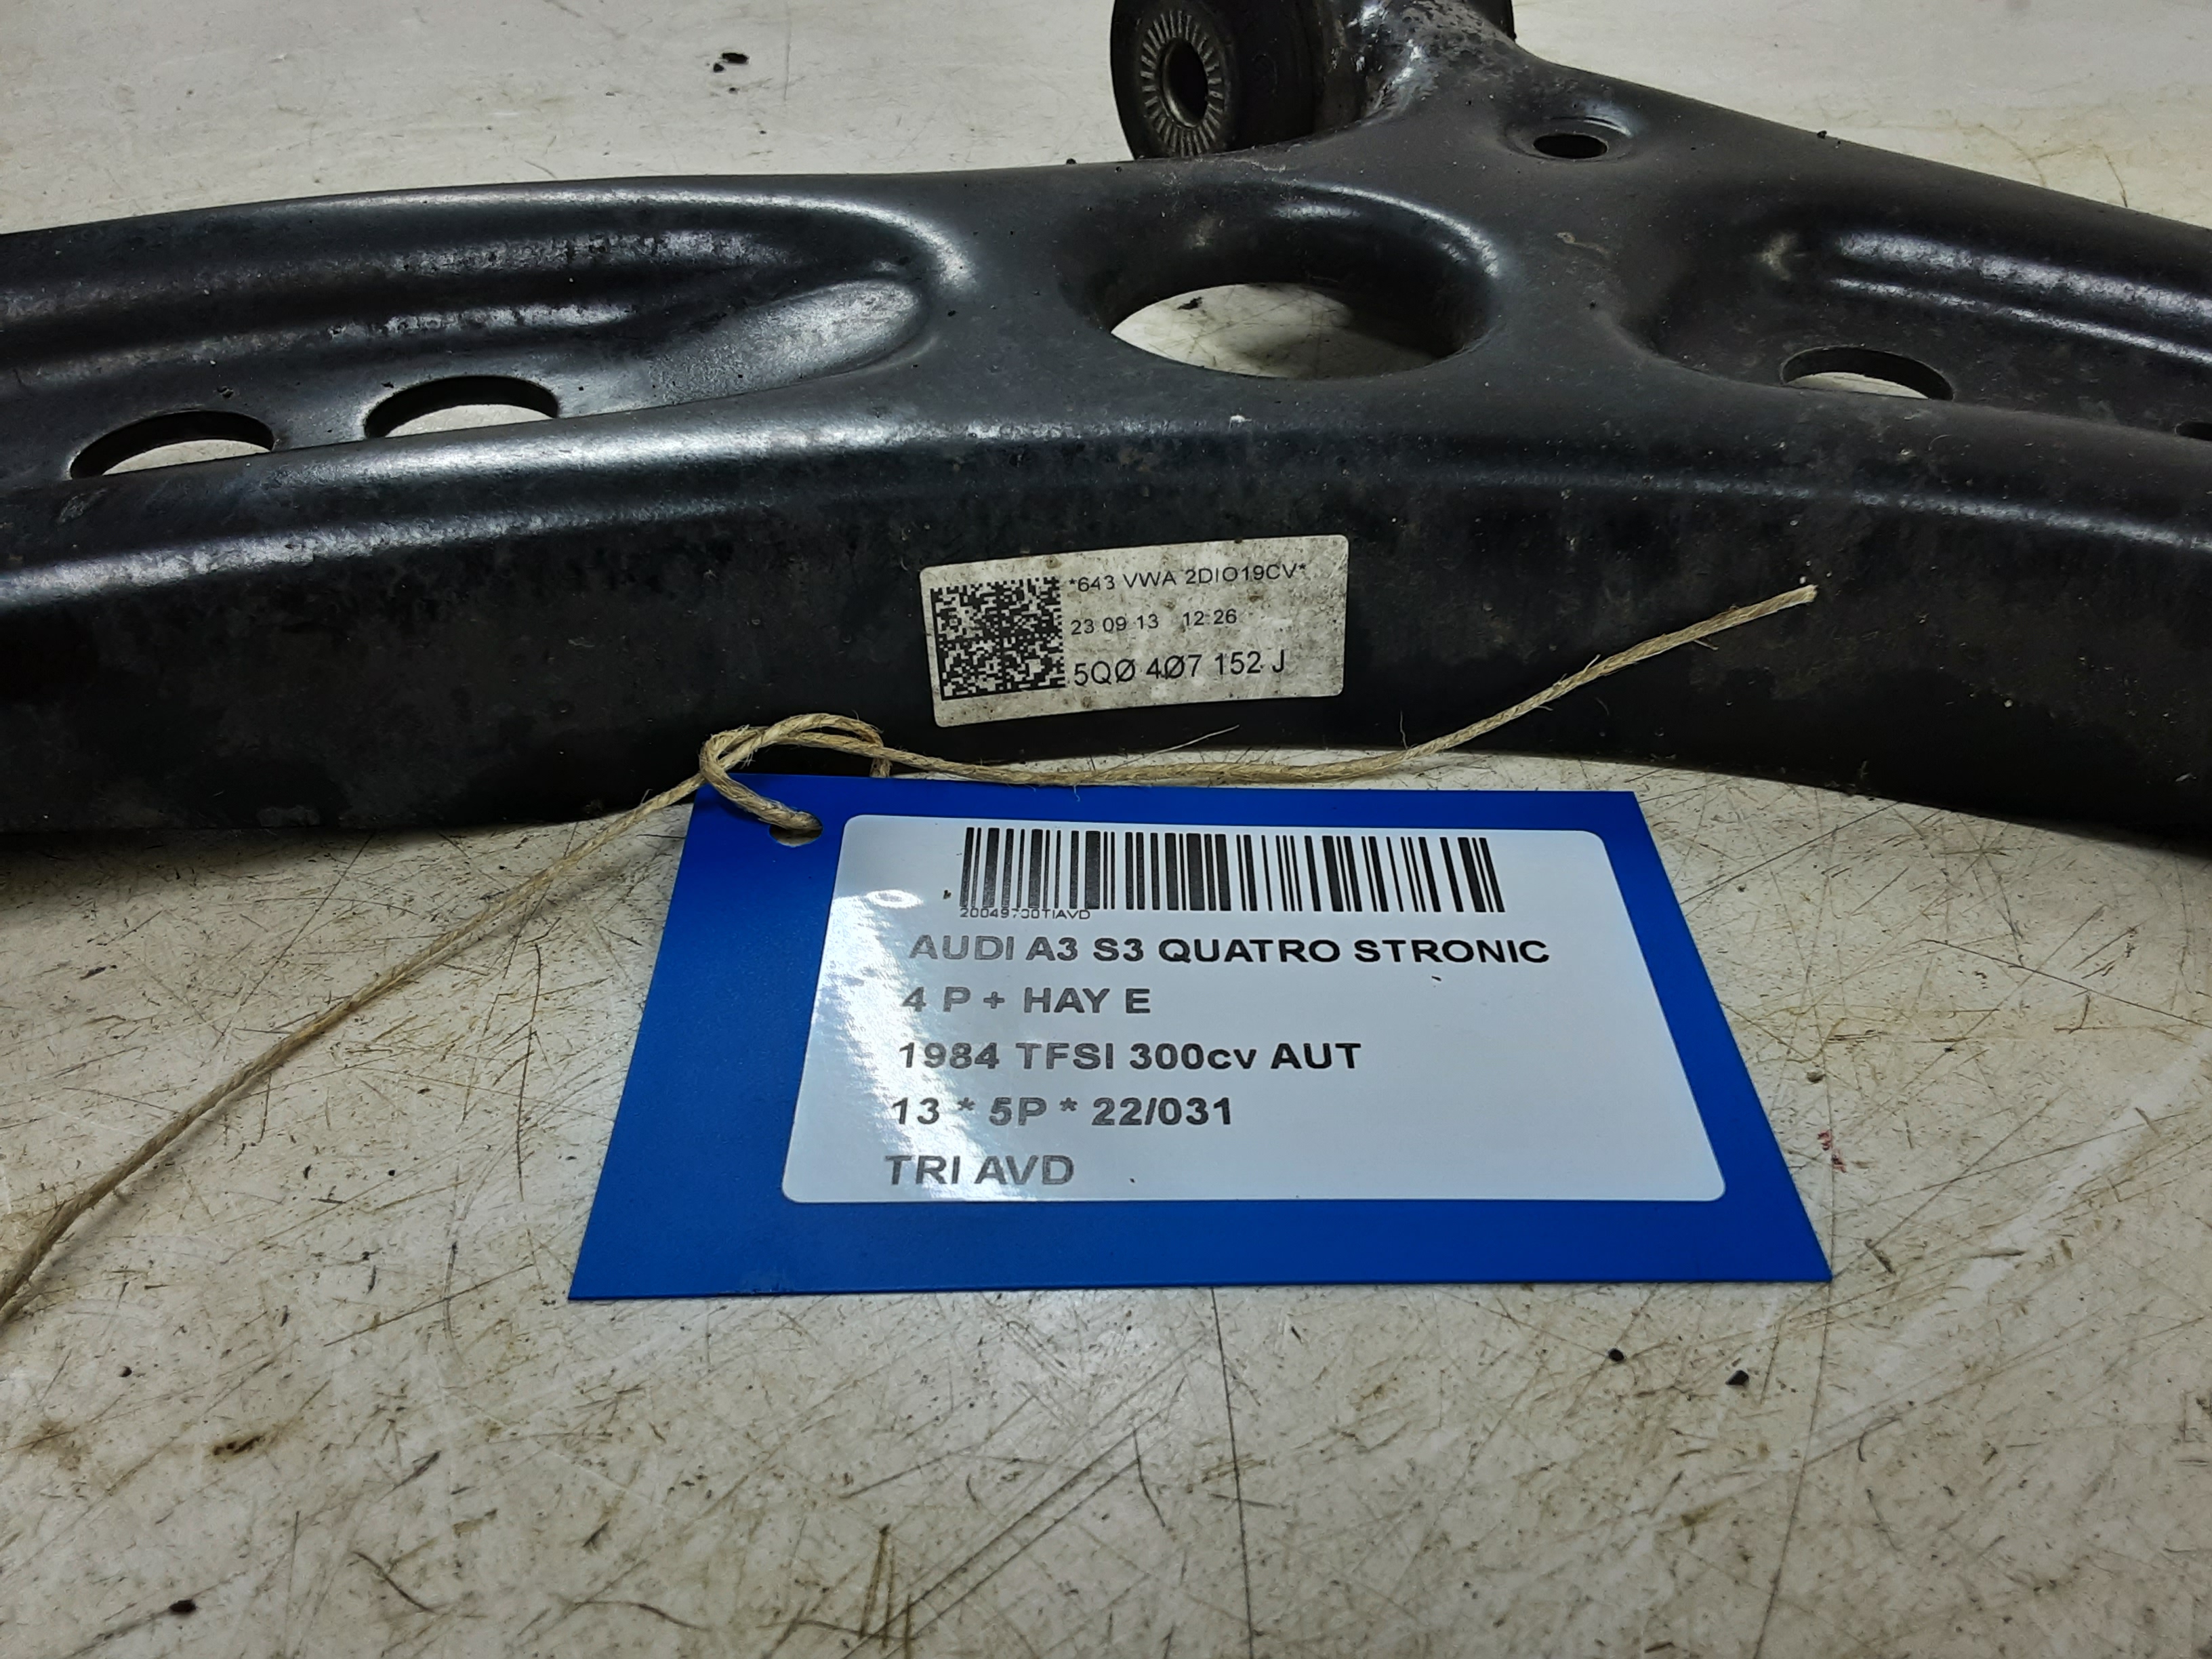 *643 VWA 2DIO19CV*
23 09 13 12:26
5QØ 4Ø7 152 J
AUDI A3 S3 QUATRO STRONIC
4 P + HAY E
1984 TFSI 300cv AUT
13 * 5P * 22/031
TRI AVD